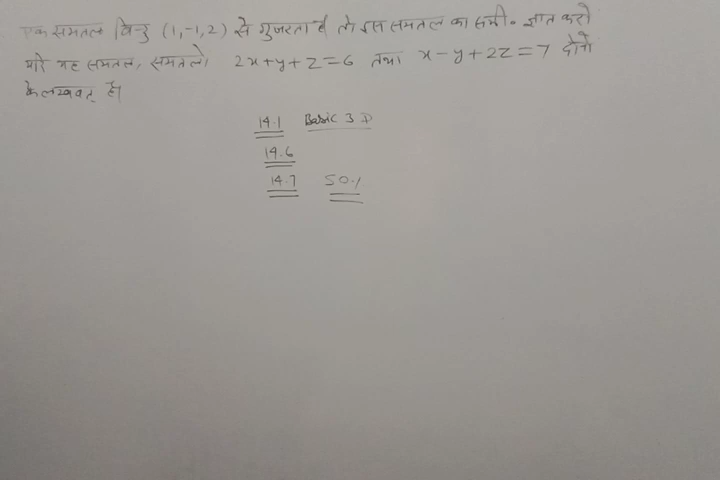 एक समतल बिन्दु (1,-1,2) से गुजरता है तो इस समतल का समी॰ ज्ञात करो
यदि यह समतल, समतलो 2x+y+z=6 तथा x-y+2z=7 दोनो
के लम्बवत् है।
14.1 Basic 3D
14.6
14.7 50%